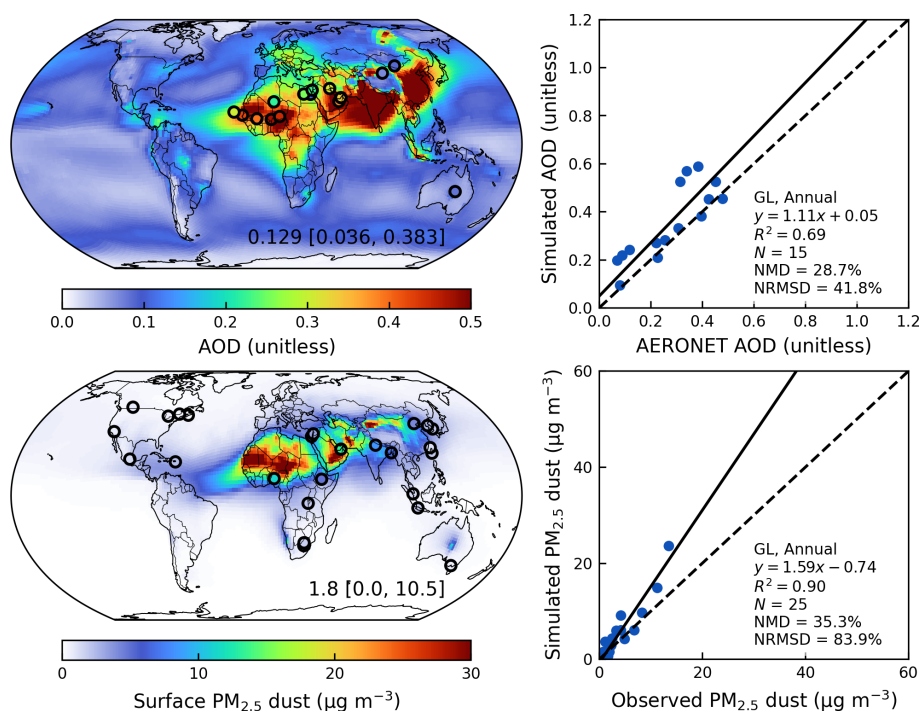 0.129 [0.036, 0.383]
0.0 0.1 0.2 0.3 0.4 0.5
AOD (unitless)
1.2
1.0
0.8
0.6
0.4
0.2
0.0
Simulated AOD (unitless)
GL, Annual
y = 1.11x + 0.05
R² = 0.69
N = 15
NMD = 28.7%
NRMSD = 41.8%
0.0 0.2 0.4 0.6 0.8 1.0 1.2
AERONET AOD (unitless)
1.8 [0.0, 10.5]
0 10 20 30
Surface PM₂.₅ dust (µg m⁻³)
60
40
20
0
Simulated PM₂.₅ dust (µg m⁻³)
GL, Annual
y = 1.59x − 0.74
R² = 0.90
N = 25
NMD = 35.3%
NRMSD = 83.9%
0 20 40 60
Observed PM₂.₅ dust (µg m⁻³)